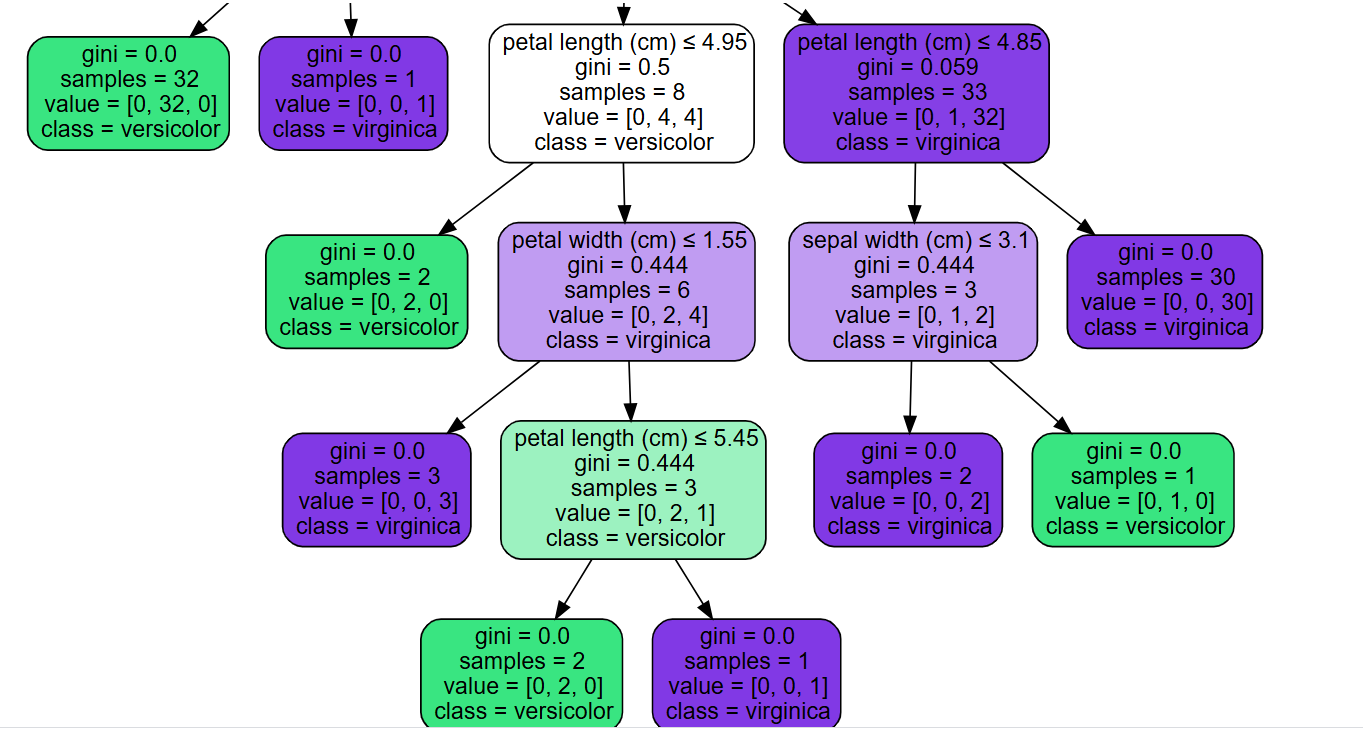 gini = 0.0
samples = 32
value = [0, 32, 0]
class = versicolor
gini = 0.0
samples = 1
value = [0, 0, 1]
class = virginica
petal length (cm) ≤ 4.95
gini = 0.5
samples = 8
value = [0, 4, 4]
class = versicolor
petal length (cm) ≤ 4.85
gini = 0.059
samples = 33
value = [0, 1, 32]
class = virginica
gini = 0.0
samples = 2
value = [0, 2, 0]
class = versicolor
petal width (cm) ≤ 1.55
gini = 0.444
samples = 6
value = [0, 2, 4]
class = virginica
sepal width (cm) ≤ 3.1
gini = 0.444
samples = 3
value = [0, 1, 2]
class = virginica
gini = 0.0
samples = 30
value = [0, 0, 30]
class = virginica
gini = 0.0
samples = 3
value = [0, 0, 3]
class = virginica
petal length (cm) ≤ 5.45
gini = 0.444
samples = 3
value = [0, 2, 1]
class = versicolor
gini = 0.0
samples = 2
value = [0, 0, 2]
class = virginica
gini = 0.0
samples = 1
value = [0, 1, 0]
class = versicolor
gini = 0.0
samples = 2
value = [0, 2, 0]
class = versicolor
gini = 0.0
samples = 1
value = [0, 0, 1]
class = virginica